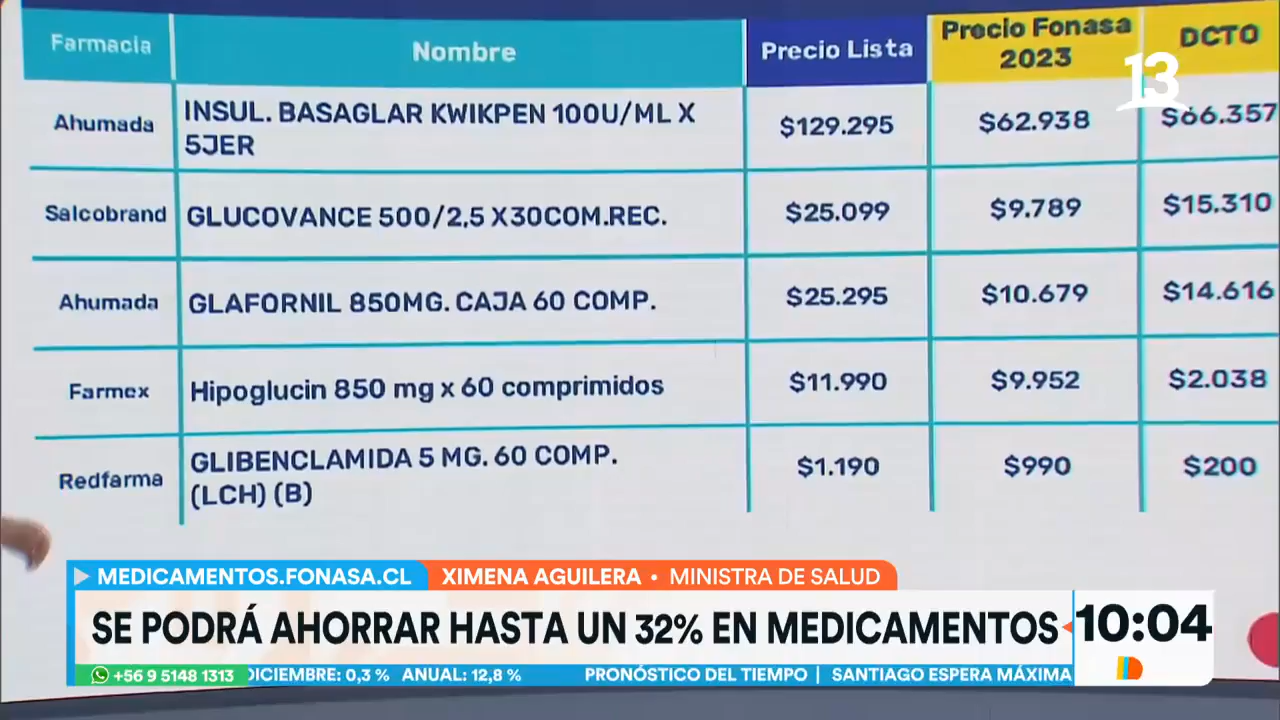 Farmacia
Nombre
Precio Lista
Precio Fonasa
2023
DCTO
13
Ahumada
INSUL. BASAGLAR KWIKPEN 100U/ML X
5JER
$129.295
$62.938
$66.357
Salcobrand
GLUCOVANCE 500/2,5 X30COM.REC.
$25.099
$9.789
$15.310
Ahumada
GLAFORNIL 850MG. CAJA 60 COMP.
$25.295
$10.679
$14.616
Farmex
Hipoglucin 850 mg x 60 comprimidos
$11.990
$9.952
$2.038
Redfarma
GLIBENCLAMIDA 5 MG. 60 COMP.
(LCH) (B)
$1.190
$990
$200
MEDICAMENTOS.FONASA.CL
XIMENA AGUILERA • MINISTRA DE SALUD
SE PODRÁ AHORRAR HASTA UN 32% EN MEDICAMENTOS
10:04
+56 9 5148 1313
DICIEMBRE: 0,3 % ANUAL: 12,8 % PRONÓSTICO DEL TIEMPO | SANTIAGO ESPERA MÁXIMA